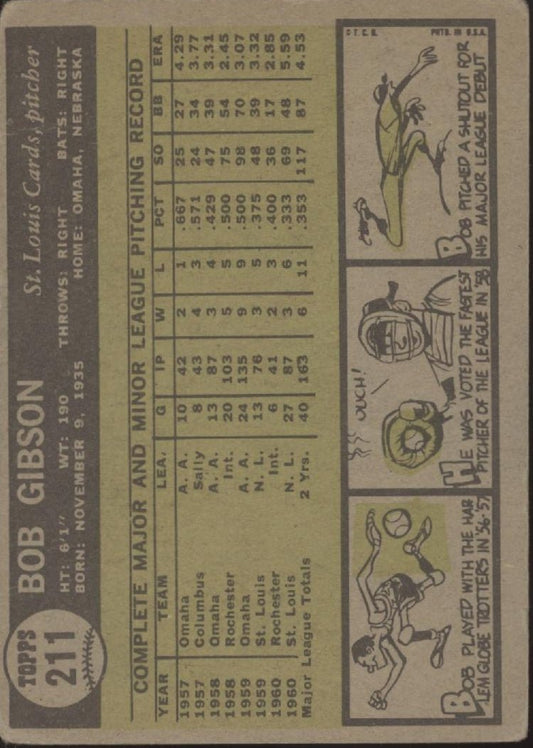 TOPPS
211
BOB GIBSON
St. Louis Cards, pitcher
HT: 6'1" WT: 190 THROWS: RIGHT BATS: RIGHT
BORN: NOVEMBER 9, 1935 HOME: OMAHA, NEBRASKA
COMPLETE MAJOR AND MINOR LEAGUE PITCHING RECORD
YEAR TEAM LEA. G IP W L PCT SO BB ERA
1957 Omaha A. A. 10 42 2 1 .667 25 27 4.29
1957 Columbus Sally 8 43 4 3 .571 24 34 3.77
1958 Omaha A. A. 13 87 3 4 .429 47 39 3.31
1958 Rochester Int. 20 103 5 5 .500 75 54 2.45
1959 Omaha A. A. 24 135 9 9 .500 98 70 3.07
1959 St. Louis N. L. 13 76 3 5 .375 48 39 3.32
1960 Rochester Int. 6 41 2 3 .400 36 17 2.85
1960 St. Louis N. L. 27 87 3 6 .333 69 48 5.59
Major League Totals 2 Yrs. 40 163 6 11 .353 117 87 4.53
BOB PLAYED WITH THE HAR-
LEM GLOBE TROTTERS IN '56-'57
OUCH!
HE WAS VOTED THE FASTEST
PITCHER OF THE LEAGUE IN '58
© T. C. G. PRTD. IN U.S.A.
BOB PITCHED A SHUTOUT FOR
HIS MAJOR LEAGUE DEBUT